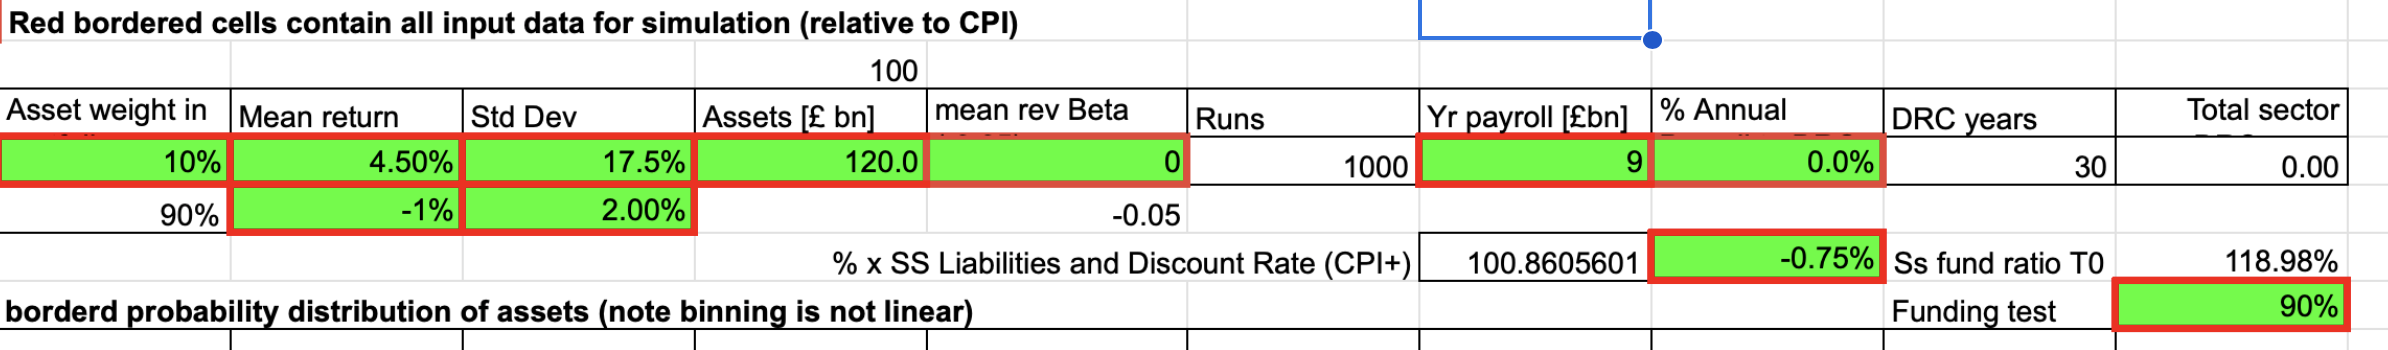 Red bordered cells contain all input data for simulation (relative to CPI)
100
Asset weight in Mean return Std Dev Assets [£ bn] mean rev Beta Runs Yr payroll [£bn] % Annual DRC years Total sector
10% 4.50% 17.5% 120.0 0 1000 9 0.0% 30 0.00
90% -1% 2.00% -0.05
% x SS Liabilities and Discount Rate (CPI+) 100.8605601 -0.75% Ss fund ratio T0 118.98%
borderd probability distribution of assets (note binning is not linear) Funding test 90%